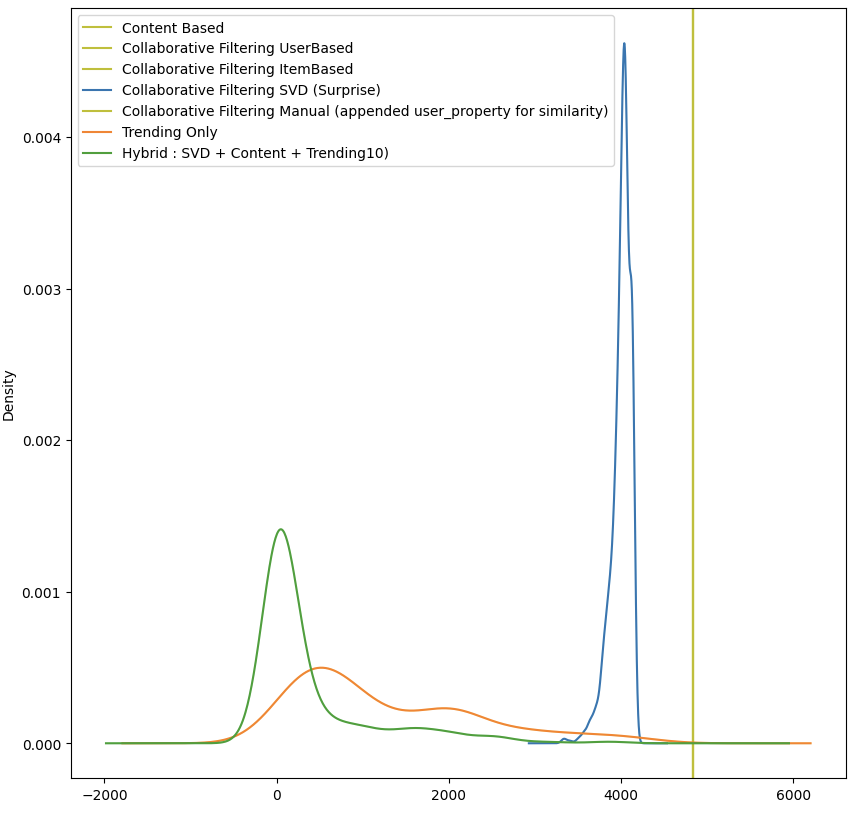 Content Based
Collaborative Filtering UserBased
Collaborative Filtering ItemBased
Collaborative Filtering SVD (Surprise)
Collaborative Filtering Manual (appended user_property for similarity)
Trending Only
Hybrid : SVD + Content + Trending10)
0.004
0.003
0.002
0.001
0.000
Density
−2000
0
2000
4000
6000